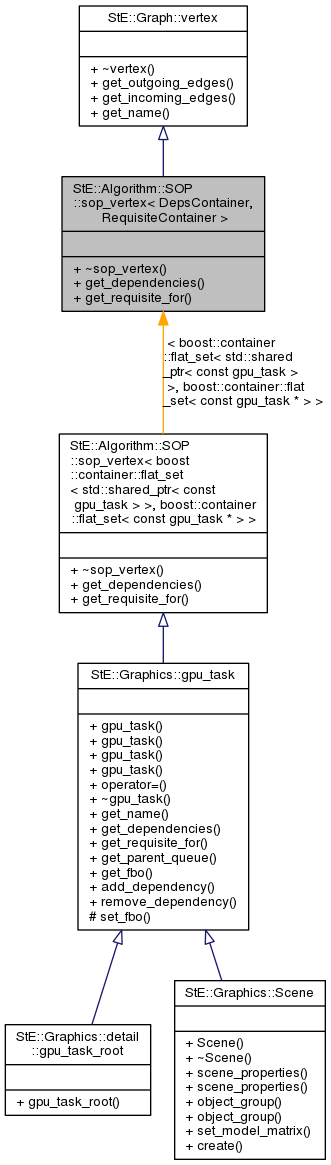 StE::Graph::vertex
+ ~vertex()
+ get_outgoing_edges()
+ get_incoming_edges()
+ get_name()
StE::Algorithm::SOP
::sop_vertex< DepsContainer,
RequisiteContainer >
+ ~sop_vertex()
+ get_dependencies()
+ get_requisite_for()
< boost::container
::flat_set< std::shared
_ptr< const gpu_task >
>, boost::container::flat
_set< const gpu_task * > >
StE::Algorithm::SOP
::sop_vertex< boost
::container::flat_set
< std::shared_ptr< const
gpu_task > >, boost::container
::flat_set< const gpu_task * > >
+ ~sop_vertex()
+ get_dependencies()
+ get_requisite_for()
StE::Graphics::gpu_task
+ gpu_task()
+ gpu_task()
+ gpu_task()
+ gpu_task()
+ operator=()
+ ~gpu_task()
+ get_name()
+ get_dependencies()
+ get_requisite_for()
+ get_parent_queue()
+ get_fbo()
+ add_dependency()
+ remove_dependency()
# set_fbo()
StE::Graphics::detail
::gpu_task_root
+ gpu_task_root()
StE::Graphics::Scene
+ Scene()
+ ~Scene()
+ scene_properties()
+ scene_properties()
+ object_group()
+ object_group()
+ set_model_matrix()
+ create()